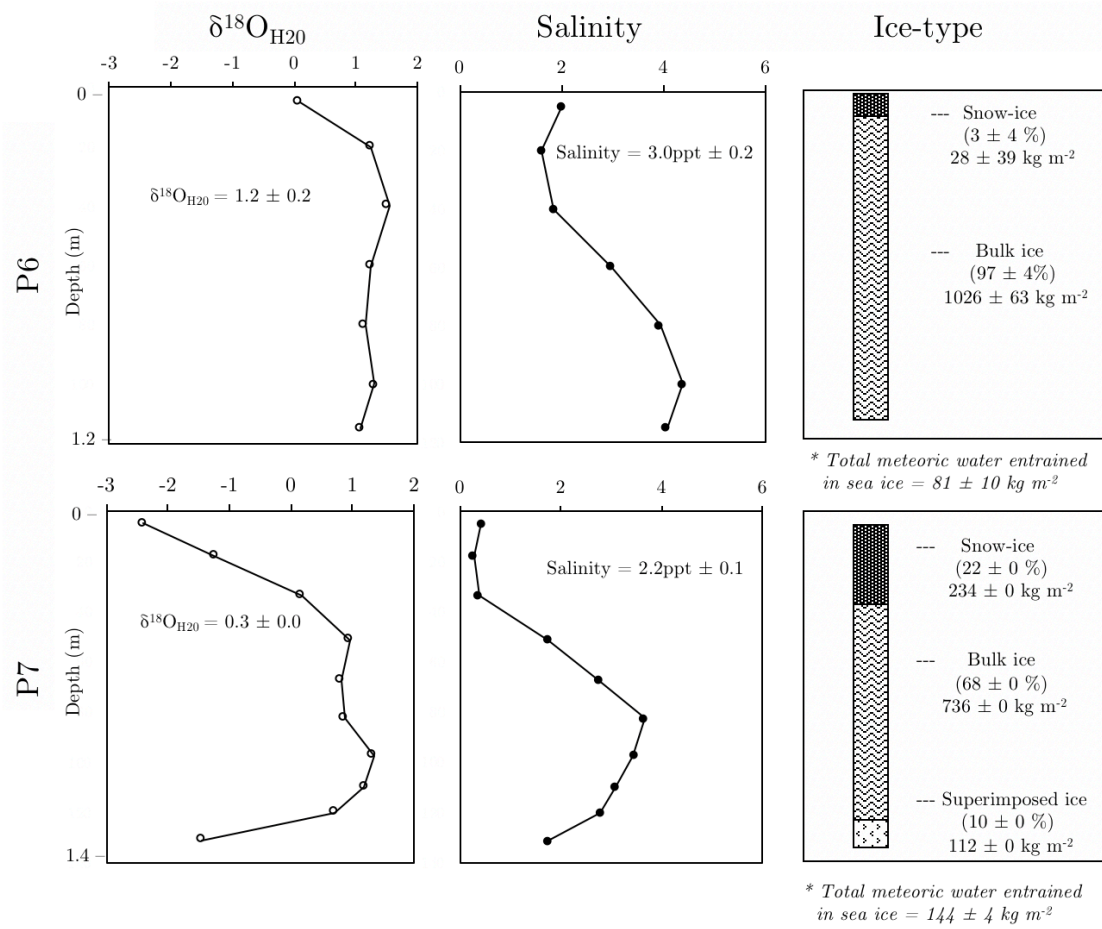 δ¹⁸O_H20 Salinity Ice-type
-3 -2 -1 0 1 2
0 2 4 6
0 –
δ¹⁸O_H20 = 1.2 ± 0.2
Salinity = 3.0ppt ± 0.2
--- Snow-ice
(3 ± 4 %)
28 ± 39 kg m⁻²
P6
Depth (m)
--- Bulk ice
(97 ± 4%)
1026 ± 63 kg m⁻²
1.2 –
* Total meteoric water entrained
in sea ice = 81 ± 10 kg m⁻²
-3 -2 -1 0 1 2
0 2 4 6
0 –
δ¹⁸O_H20 = 0.3 ± 0.0
Salinity = 2.2ppt ± 0.1
--- Snow-ice
(22 ± 0 %)
234 ± 0 kg m⁻²
P7
Depth (m)
--- Bulk ice
(68 ± 0 %)
736 ± 0 kg m⁻²
--- Superimposed ice
(10 ± 0 %)
112 ± 0 kg m⁻²
1.4 –
* Total meteoric water entrained
in sea ice = 144 ± 4 kg m⁻²